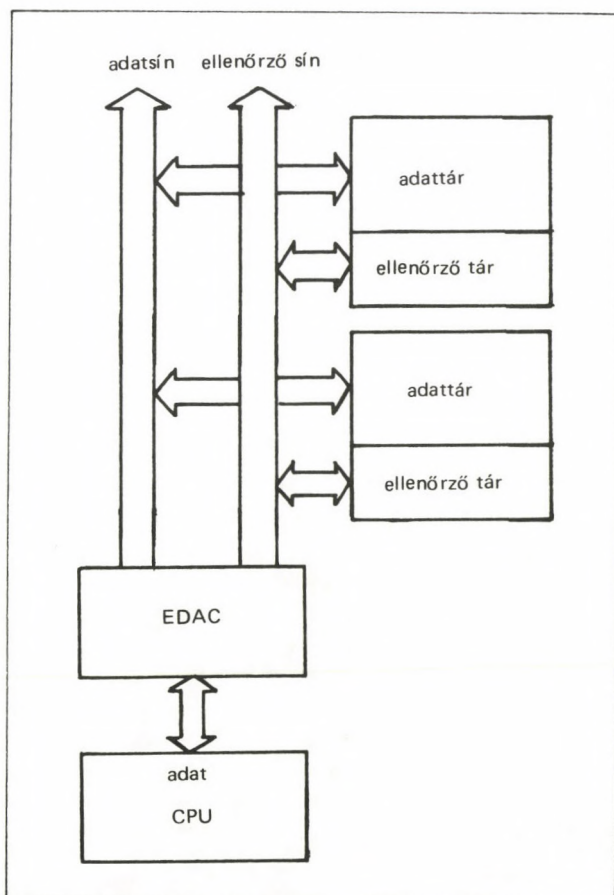 adatsín ellenőrző sín
adattár
ellenőrző tár
adattár
ellenőrző tár
EDAC
adat
CPU